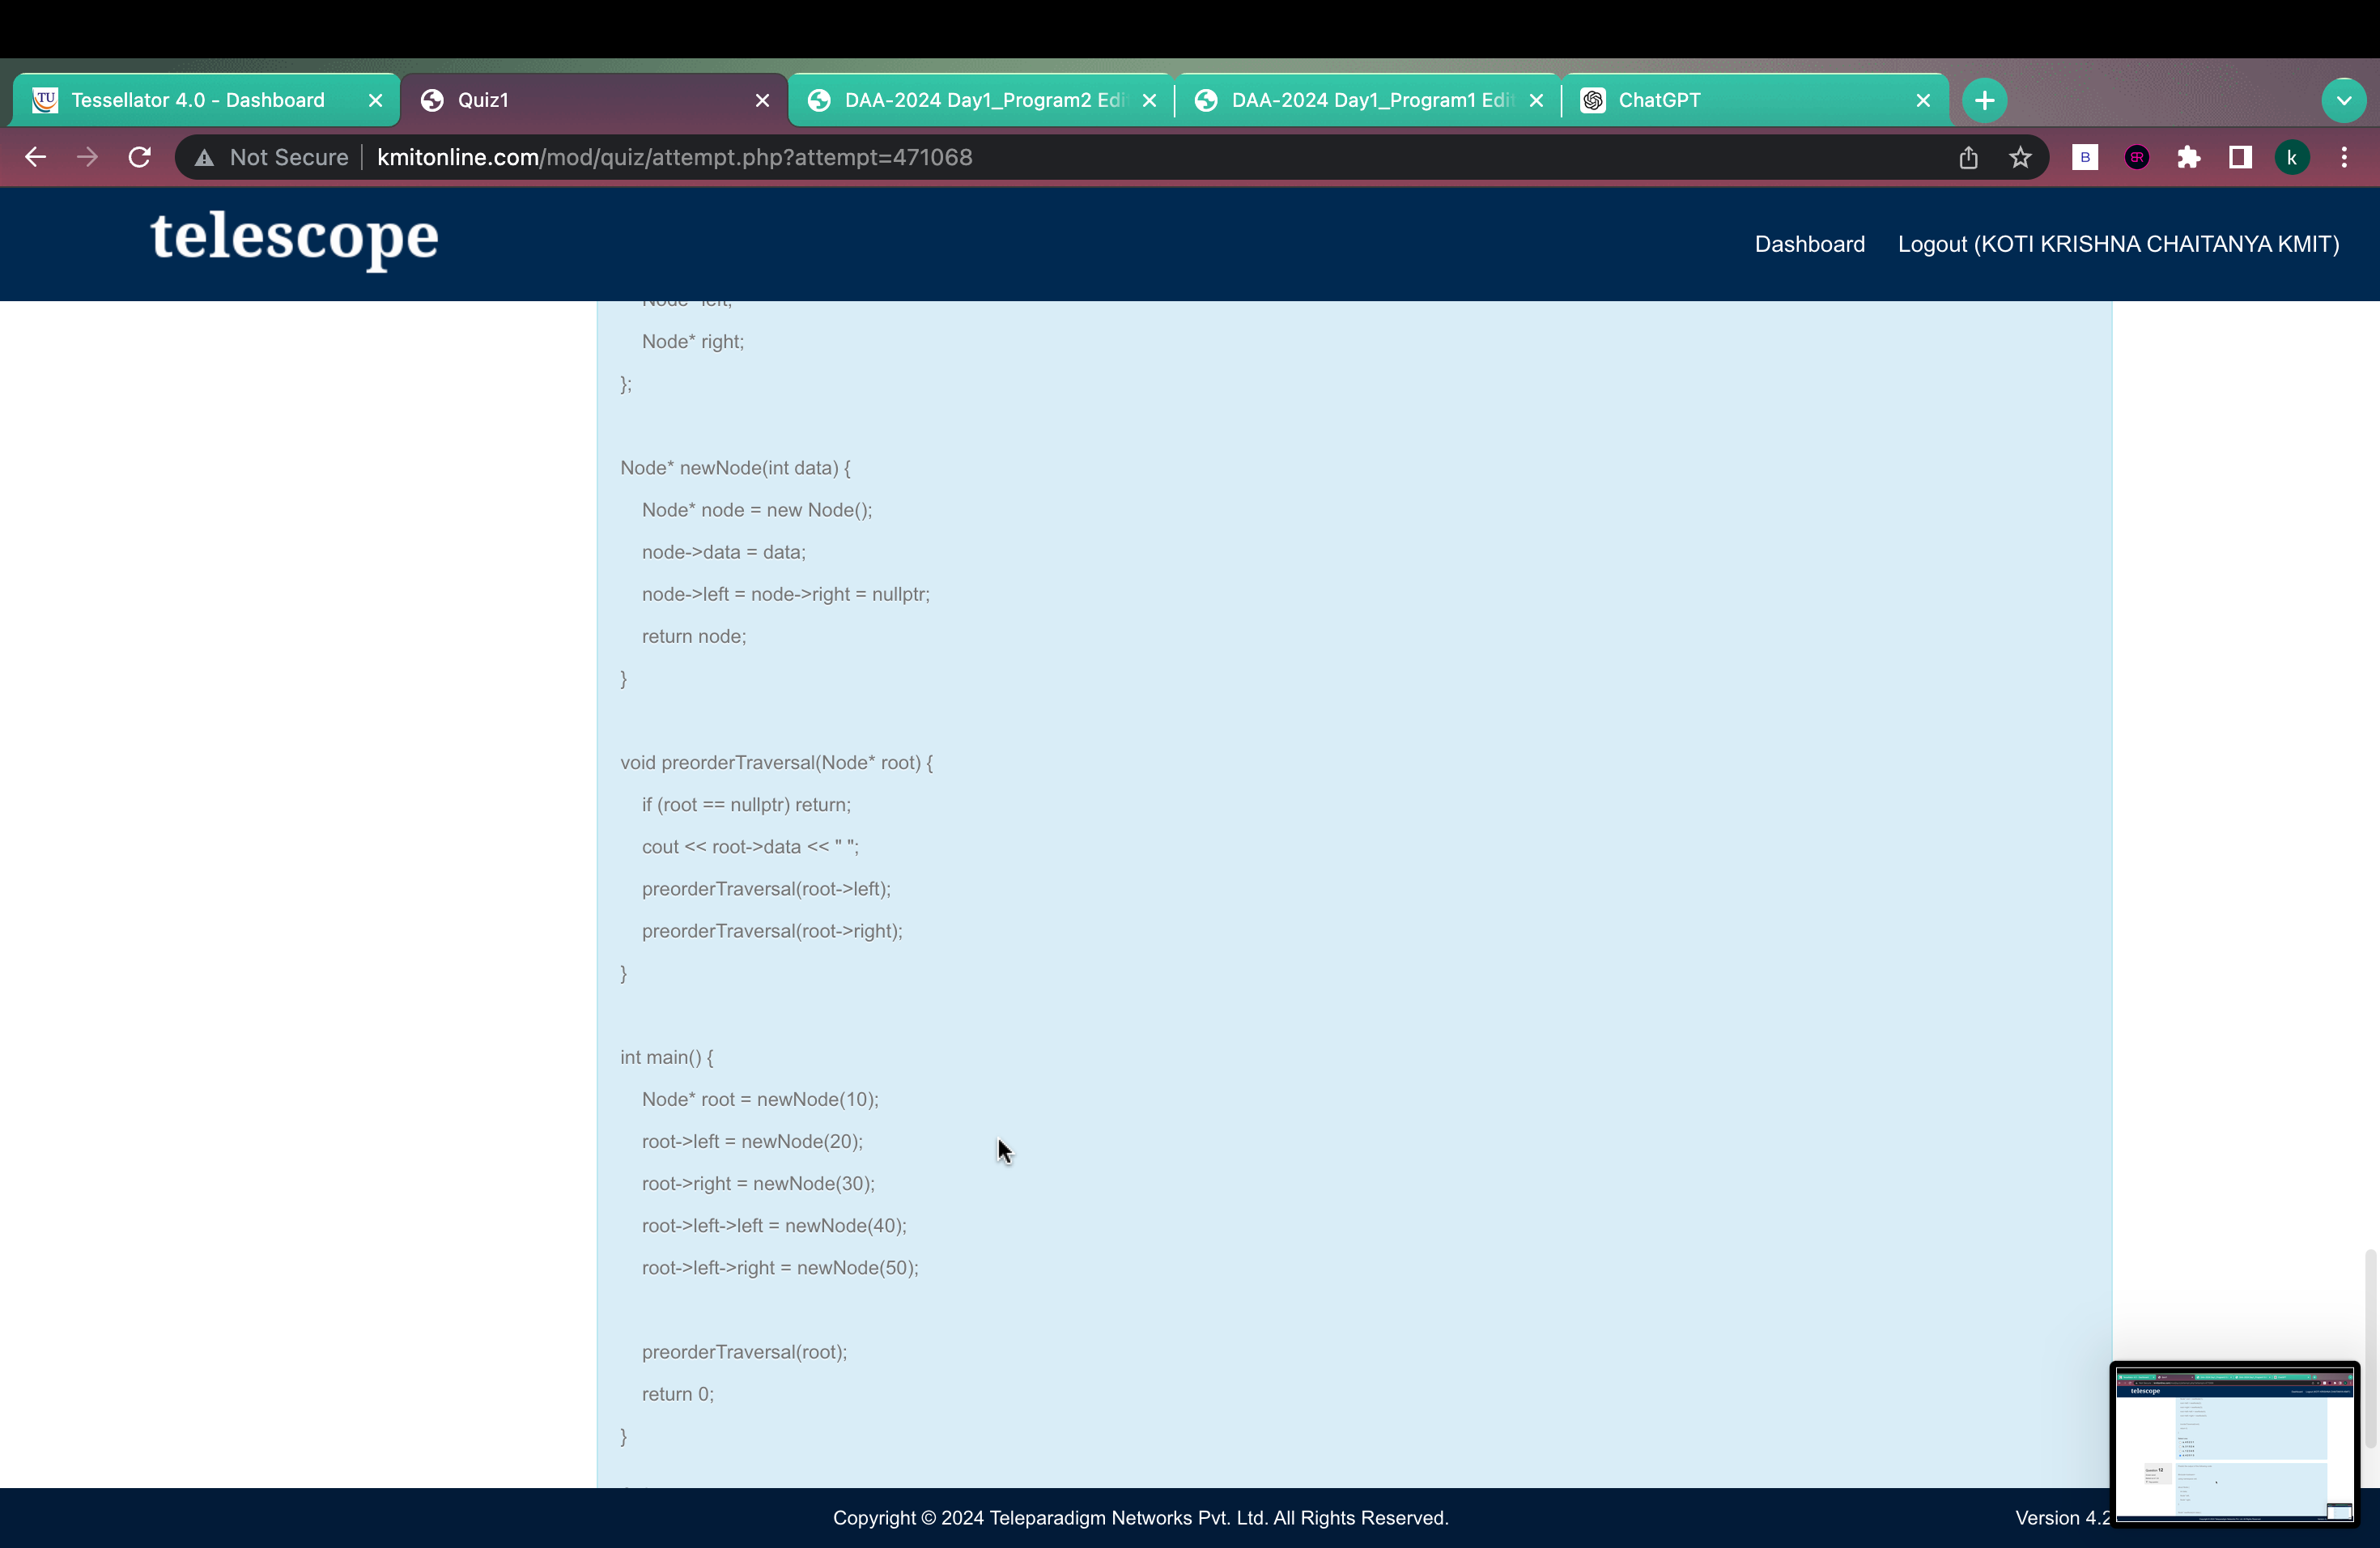 Tessellator 4.0 - Dashboard
Quiz1
DAA-2024 Day1_Program2 Edi
DAA-2024 Day1_Program1 Edi
ChatGPT
Not Secure
kmitonline.com/mod/quiz/attempt.php?attempt=471068
B
k
telescope
Dashboard
Logout (KOTI KRISHNA CHAITANYA KMIT)
Node* left;
Node* right;
};
Node* newNode(int data) {
Node* node = new Node();
node->data = data;
node->left = node->right = nullptr;
return node;
}
void preorderTraversal(Node* root) {
if (root == nullptr) return;
cout << root->data << " ";
preorderTraversal(root->left);
preorderTraversal(root->right);
}
int main() {
Node* root = newNode(10);
root->left = newNode(20);
root->right = newNode(30);
root->left->left = newNode(40);
root->left->right = newNode(50);
preorderTraversal(root);
return 0;
}
Copyright © 2024 Teleparadigm Networks Pvt. Ltd. All Rights Reserved.
Version 4.2
telescope